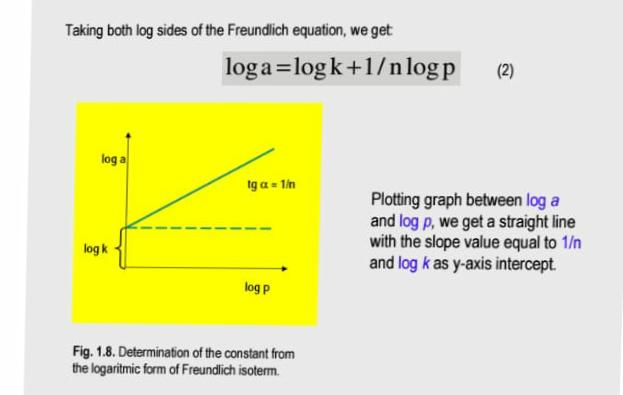 Taking both log sides of the Freundlich equation, we get:
log a = log k + 1/n log p (2)
log a
tg α = 1/n
log k
log p
Plotting graph between log a
and log p, we get a straight line
with the slope value equal to 1/n
and log k as y-axis intercept.
Fig. 1.8. Determination of the constant from
the logaritmic form of Freundlich isoterm.